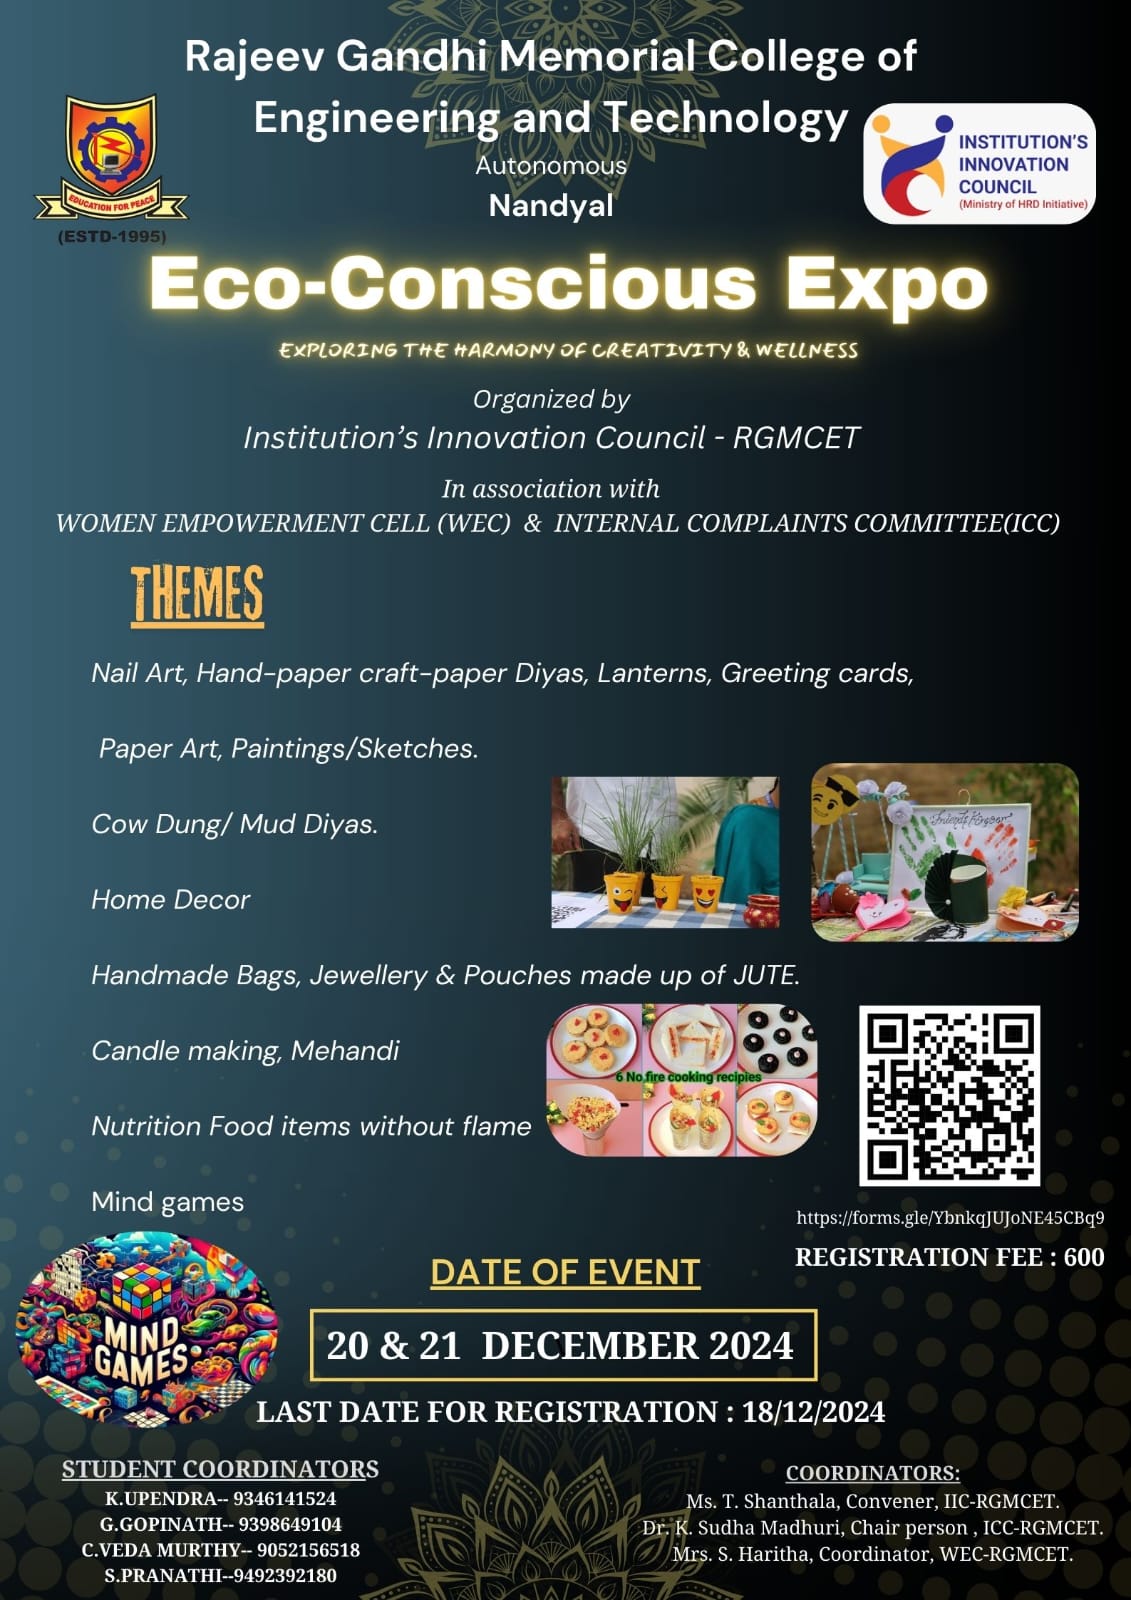 Rajeev Gandhi Memorial College of
Engineering and Technology
Autonomous
Nandyal
EDUCATION FOR PEACE
(ESTD-1995)
INSTITUTION'S
INNOVATION
COUNCIL
(Ministry of HRD Initiative)
Eco-Conscious Expo
EXPLORING THE HARMONY OF CREATIVITY & WELLNESS
Organized by
Institution's Innovation Council - RGMCET
In association with
WOMEN EMPOWERMENT CELL (WEC) & INTERNAL COMPLAINTS COMMITTEE(ICC)
THEMES
Nail Art, Hand-paper craft-paper Diyas, Lanterns, Greeting cards,
Paper Art, Paintings/Sketches.
Cow Dung/ Mud Diyas.
Home Decor
Handmade Bags, Jewellery & Pouches made up of JUTE.
Candle making, Mehandi
6 No fire cooking recipies
Nutrition Food items without flame
Mind games
https://forms.gle/YbnkqJUJoNE45CBq9
REGISTRATION FEE : 600
MIND
GAMES
DATE OF EVENT
20 & 21 DECEMBER 2024
LAST DATE FOR REGISTRATION : 18/12/2024
STUDENT COORDINATORS
K.UPENDRA-- 9346141524
G.GOPINATH-- 9398649104
C.VEDA MURTHY-- 9052156518
S.PRANATHI--9492392180
COORDINATORS:
Ms. T. Shanthala, Convener, IIC-RGMCET.
Dr. K. Sudha Madhuri, Chair person , ICC-RGMCET.
Mrs. S. Haritha, Coordinator, WEC-RGMCET.